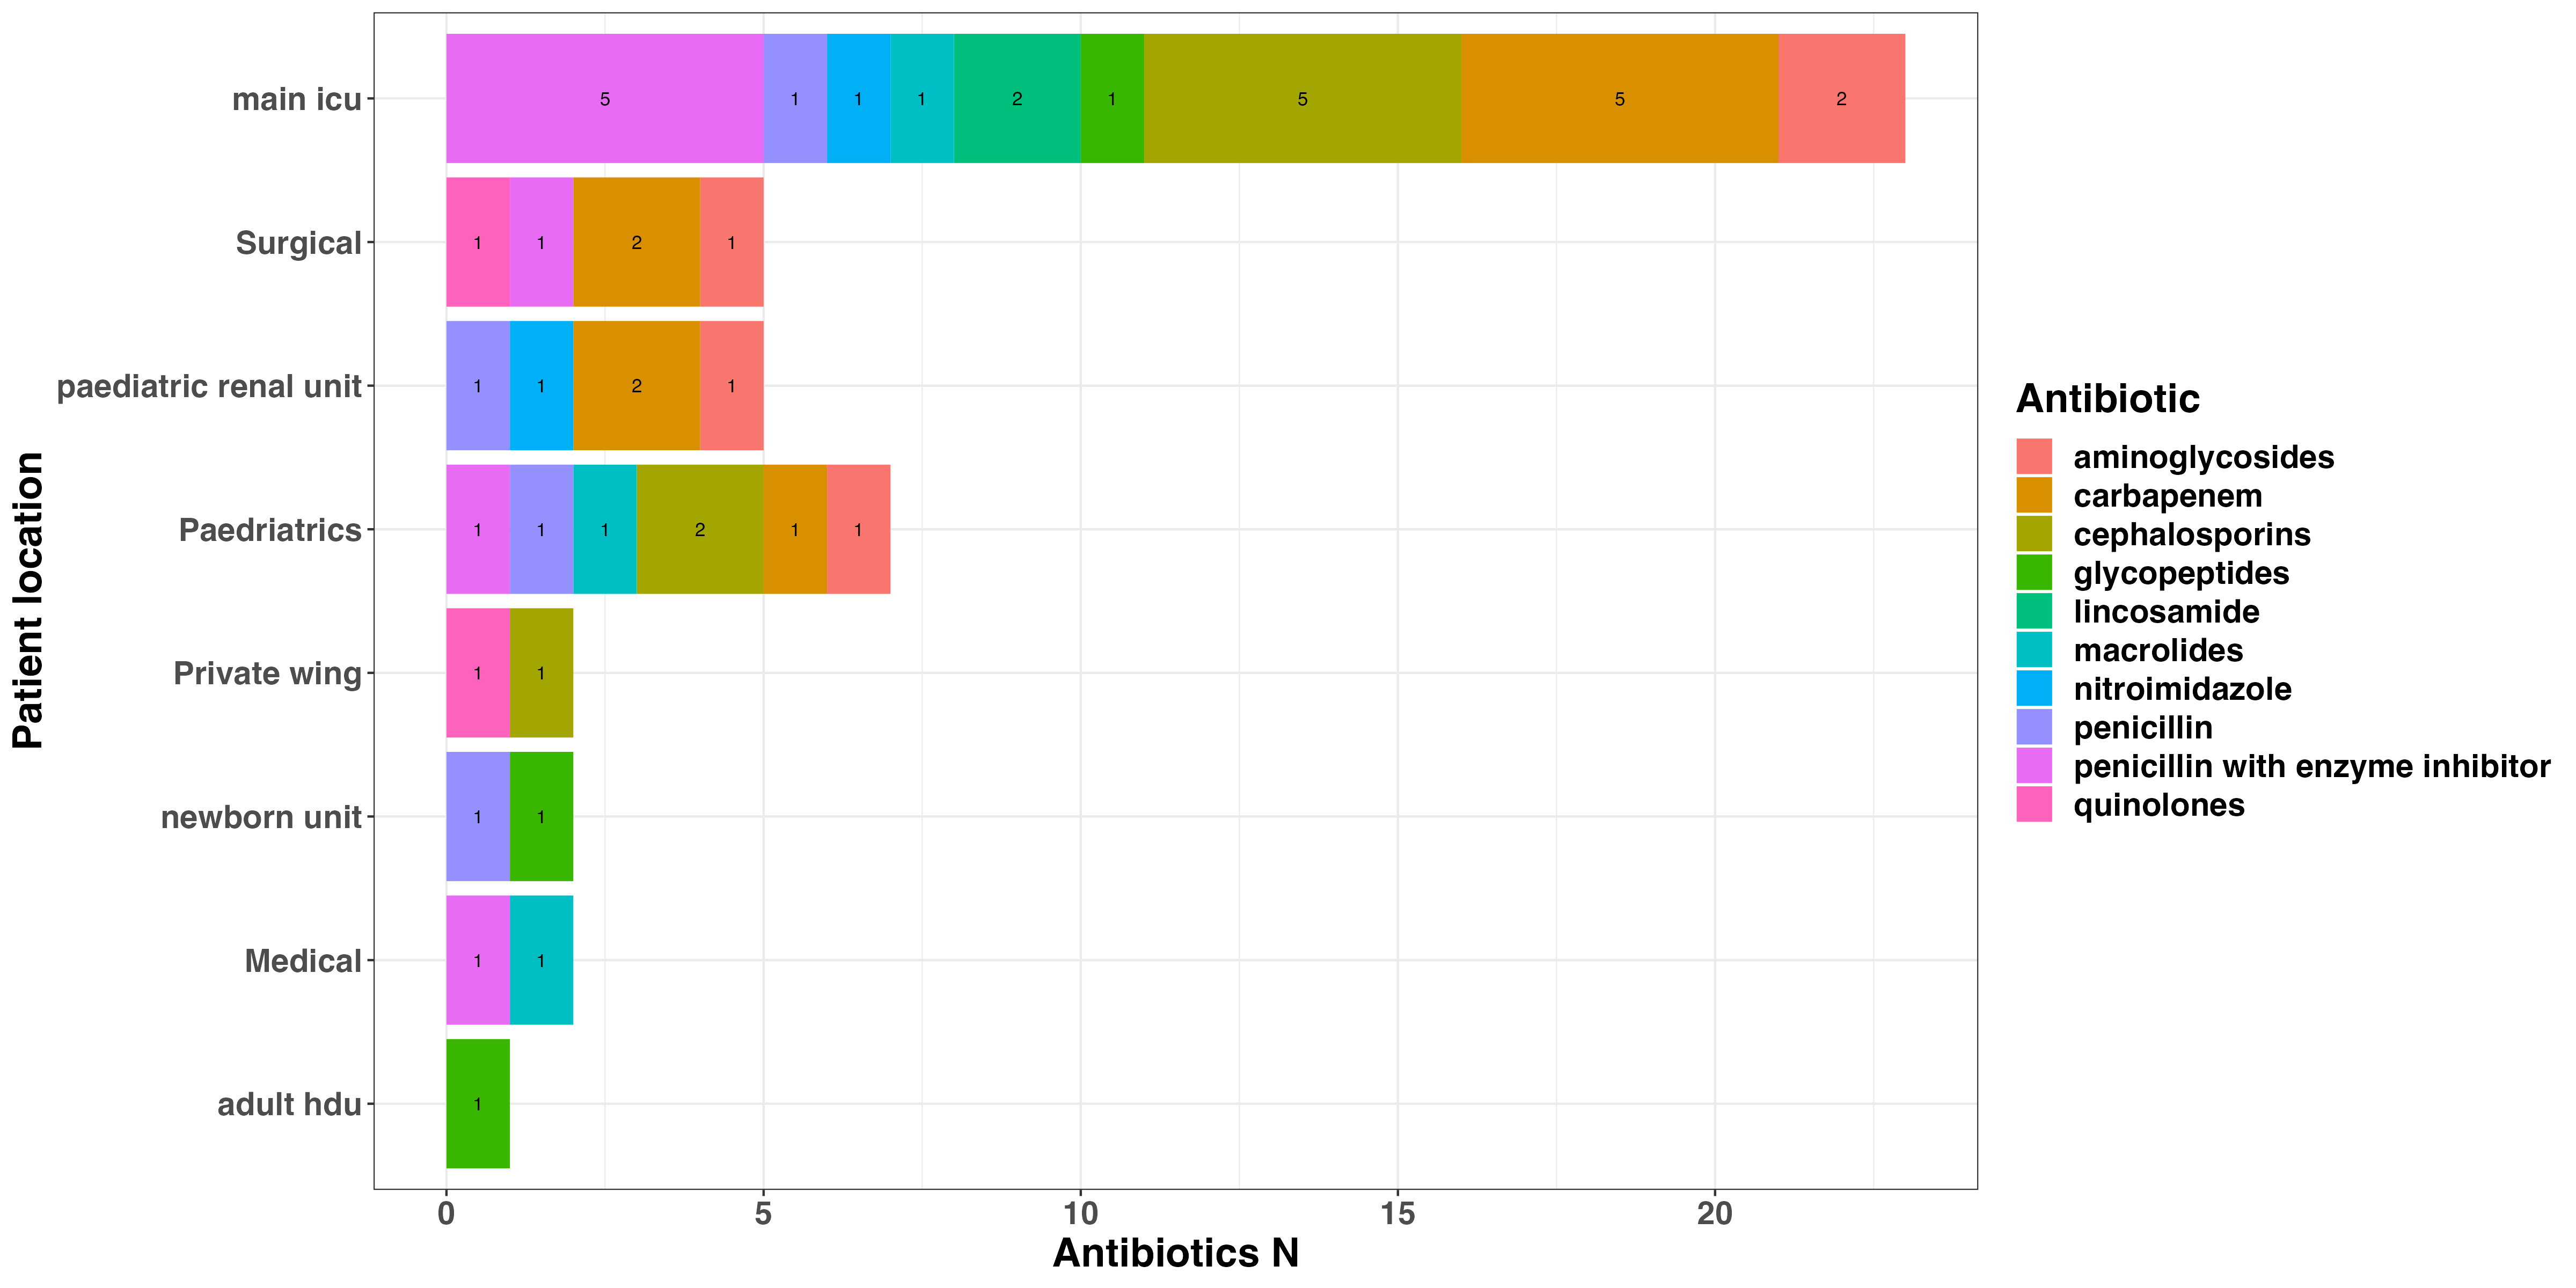 main icu
5 1 1 1 2 1 5 5 2
Surgical
1 1 2 1
paediatric renal unit
1 1 2 1
Paedriatrics
1 1 1 2 1 1
Private wing
1 1
newborn unit
1 1
Medical
1 1
adult hdu
1
0 5 10 15 20
Antibiotics N
Patient location
Antibiotic
aminoglycosides
carbapenem
cephalosporins
glycopeptides
lincosamide
macrolides
nitroimidazole
penicillin
penicillin with enzyme inhibitor
quinolones